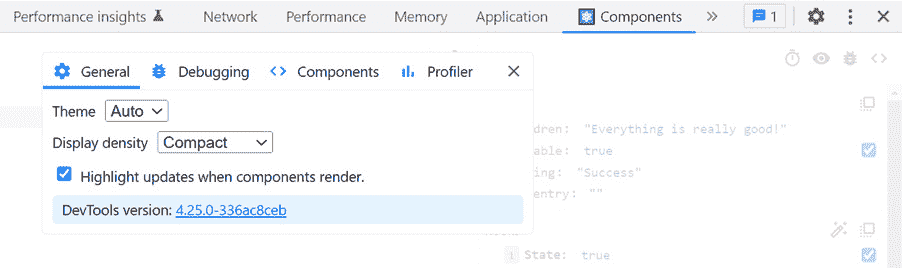 Performance insights Network Performance Memory Application Components 1
General Debugging Components Profiler
Theme Auto
dren: "Everything is really good!"
Display density Compact
able: true
ing: "Success"
Highlight updates when components render.
entry: ""
DevTools version: 4.25.0-336ac8ceb
State: true